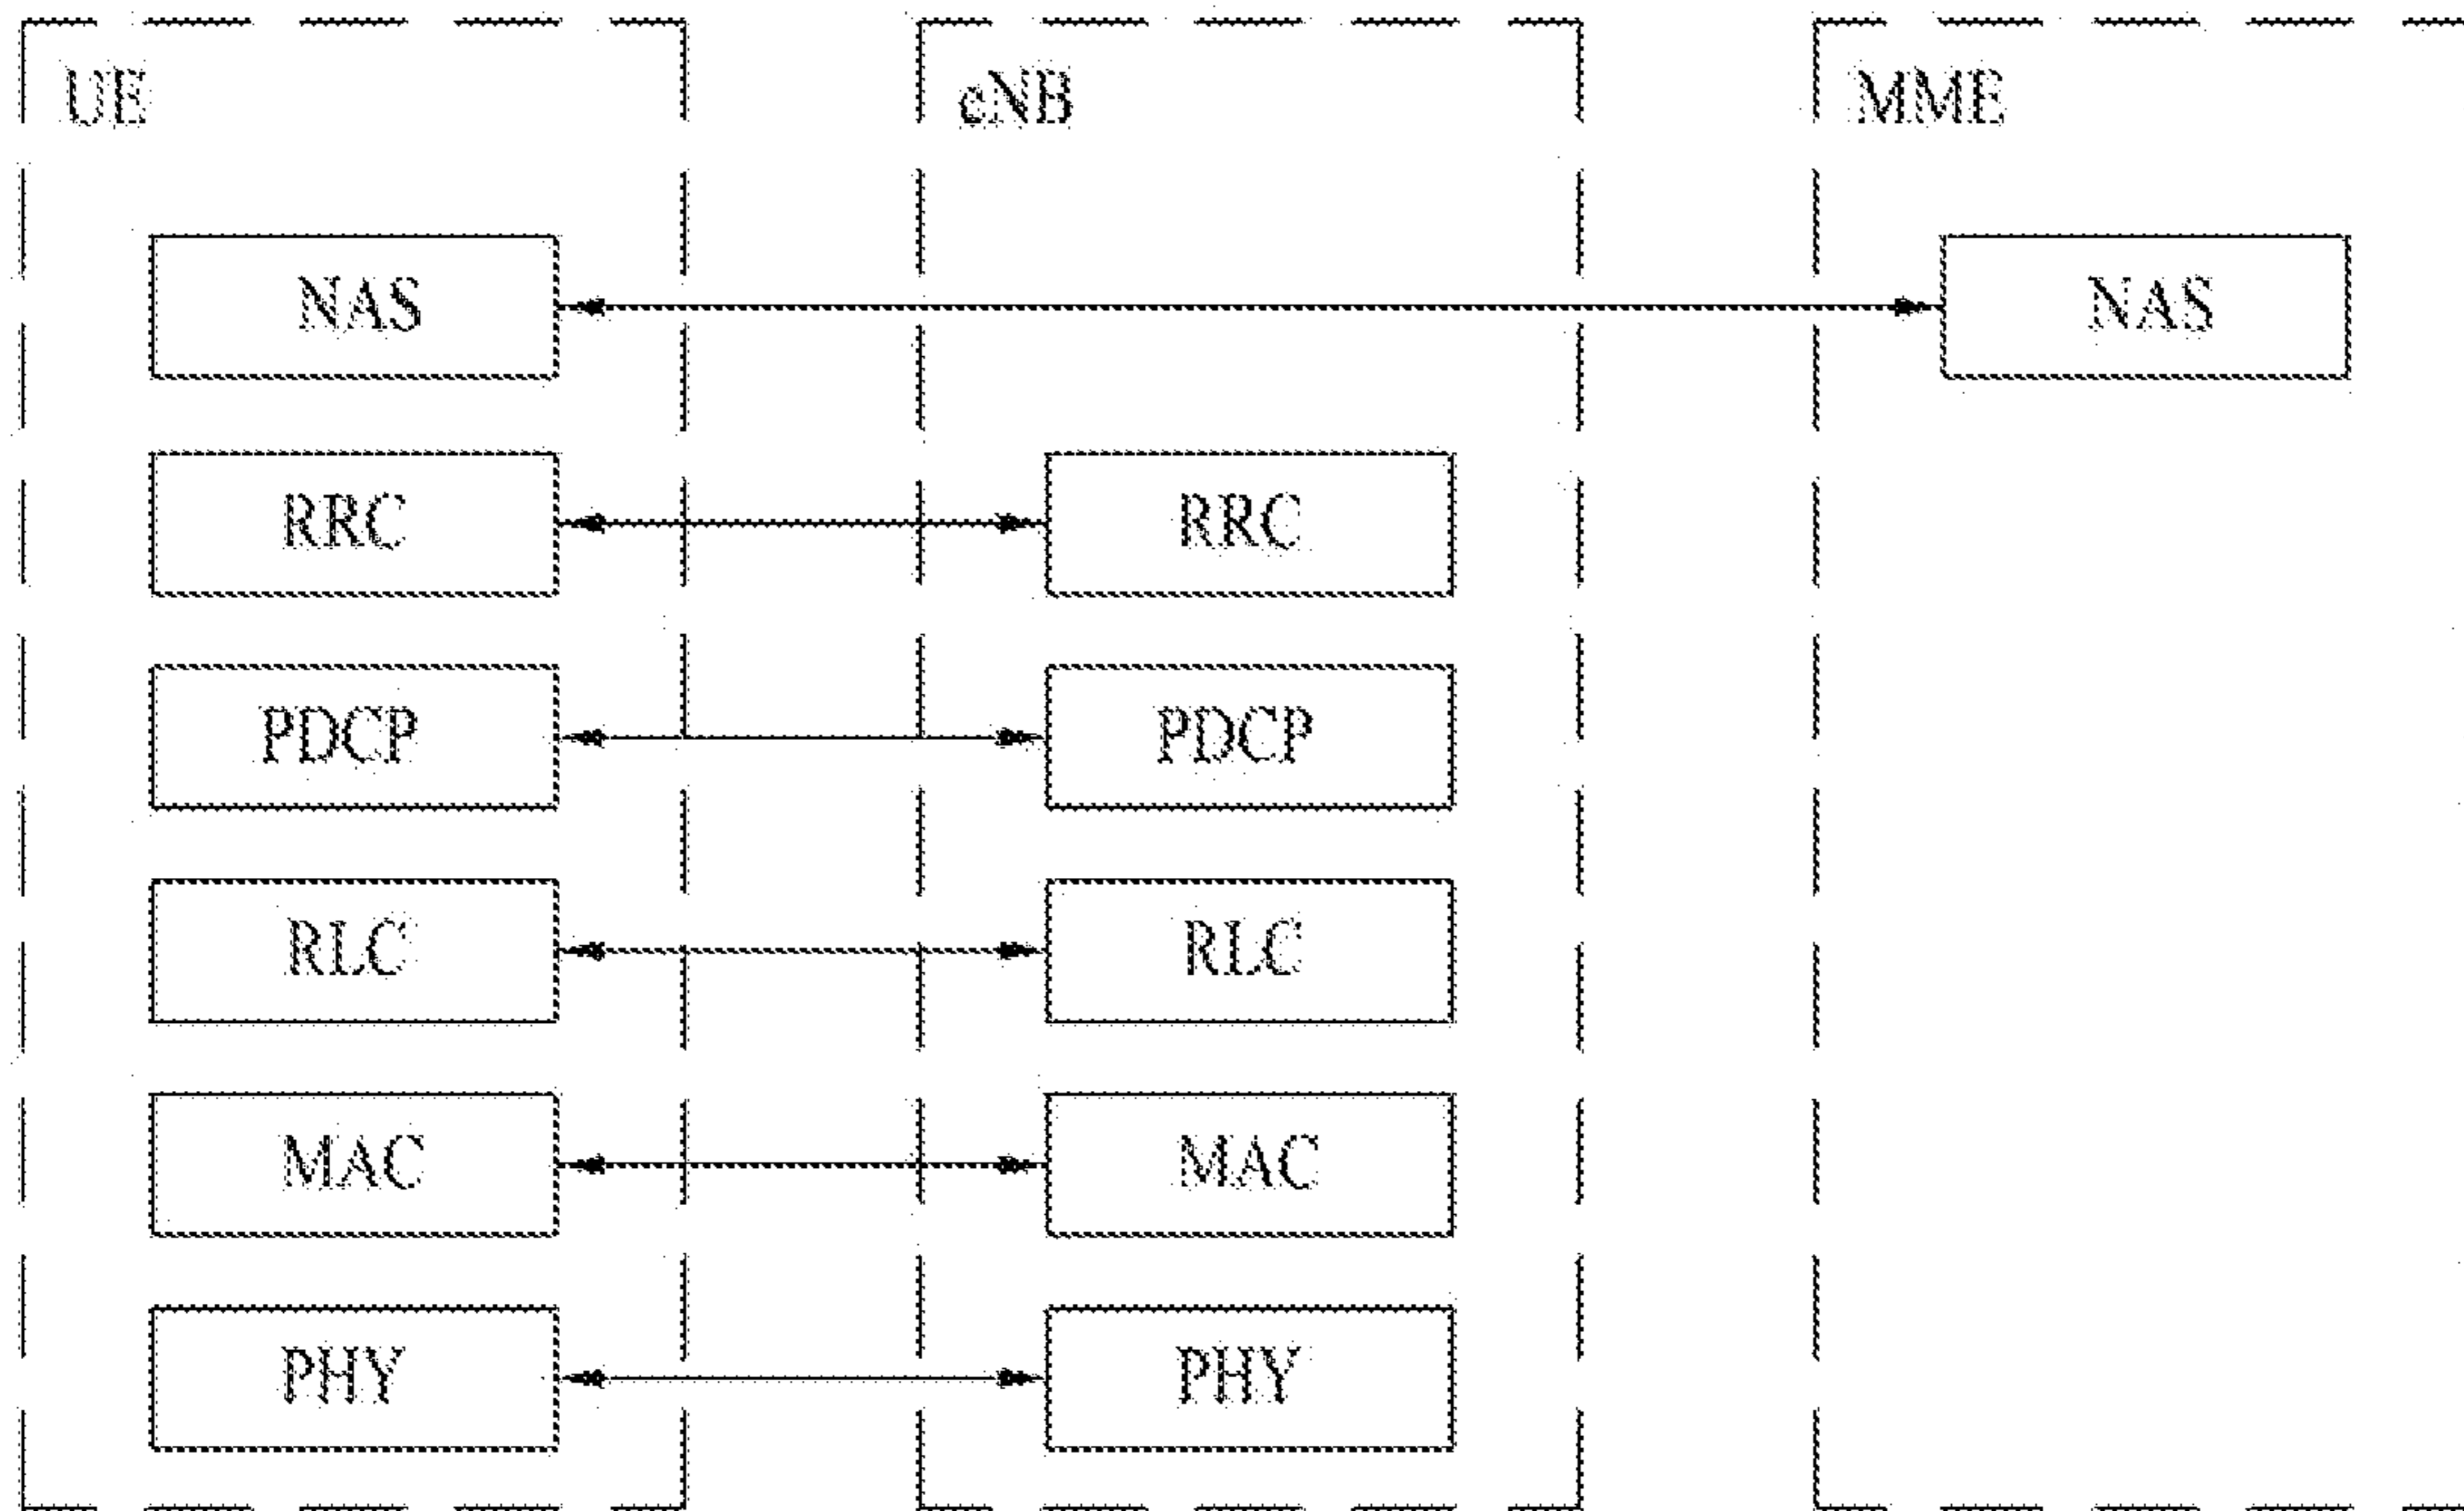 UE eNB MME
NAS NAS
RRC RRC
PDCP PDCP
RLC RLC
MAC MAC
PHY PHY